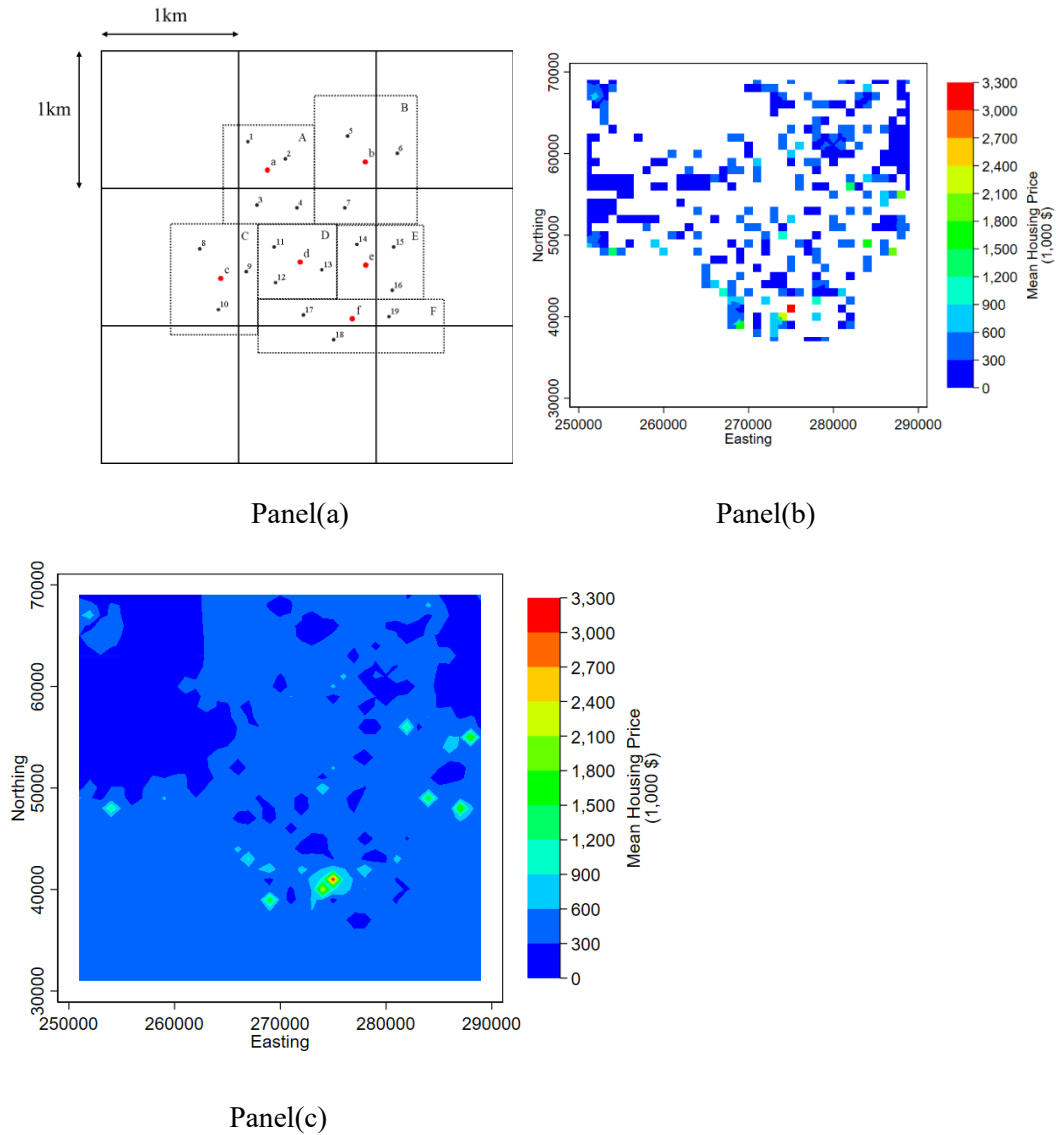 1km
1km
B
A
1
2
a
5
b
6
3
4
7
C
D
E
8
9
c
11
d
12
13
14
e
15
16
10
17
f
19
F
18
Panel(a)
70000
60000
50000
40000
30000
Northing
250000 260000 270000 280000 290000
Easting
3,300
3,000
2,700
2,400
2,100
1,800
1,500
1,200
900
600
300
0
Mean Housing Price
(1,000 $)
Panel(b)
70000
60000
50000
40000
30000
Northing
250000 260000 270000 280000 290000
Easting
3,300
3,000
2,700
2,400
2,100
1,800
1,500
1,200
900
600
300
0
Mean Housing Price
(1,000 $)
Panel(c)